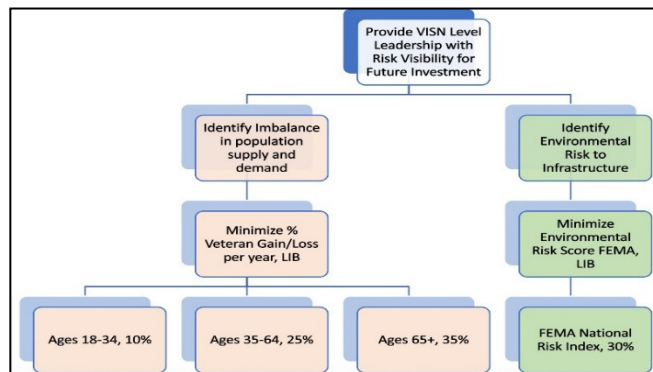 Provide VISN Level
Leadership with
Risk Visibility for
Future Investment
Identify Imbalance
in population
supply and
demand
Identify
Environmental
Risk to
Infrastructure
Minimize %
Veteran Gain/Loss
per year, LIB
Minimize
Environmental
Risk Score FEMA,
LIB
Ages 18-34, 10%
Ages 35-64, 25%
Ages 65+, 35%
FEMA National
Risk Index, 30%